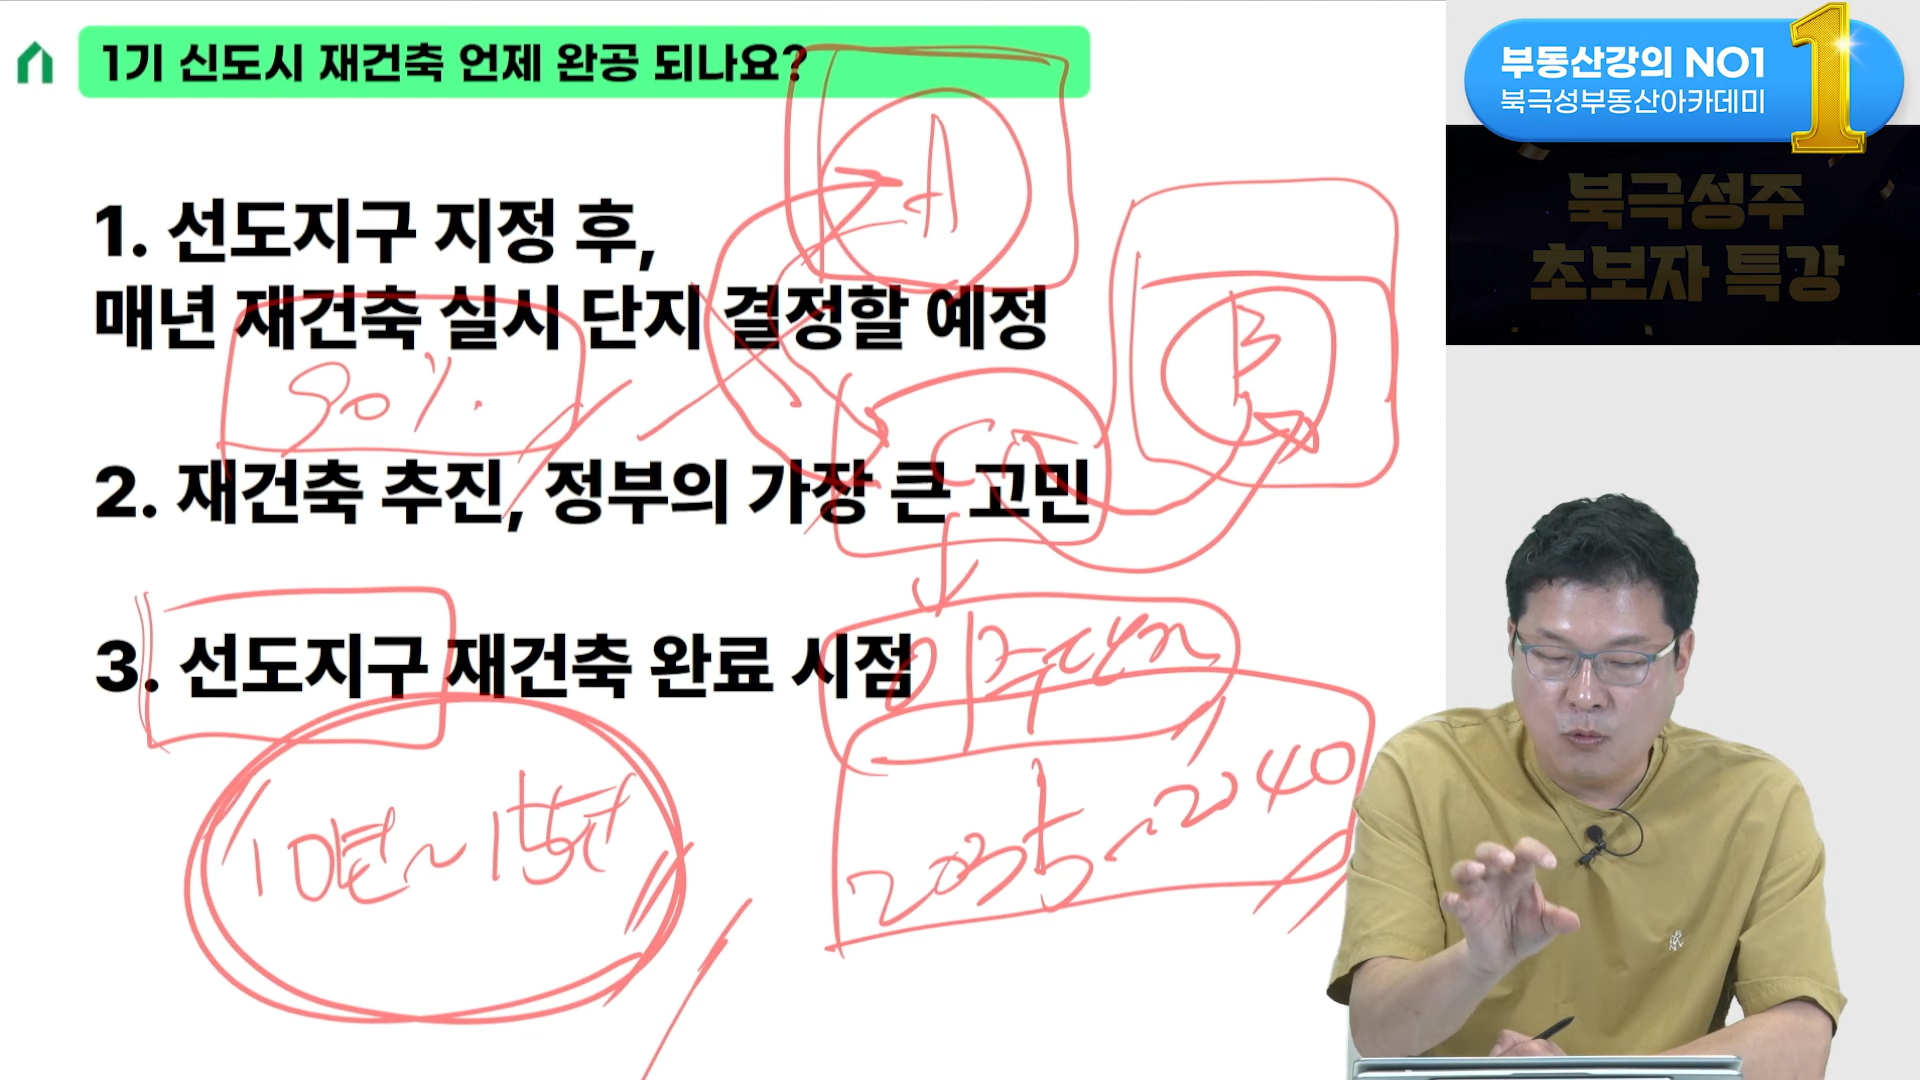 1기 신도시 재건축 언제 완공 되나요?
부동산강의 NO1
북극성부동산아카데미
1
북극성주
초보자 특강
1. 선도지구 지정 후,
매년 재건축 실시 단지 결정할 예정
90%
A
B
C
2. 재건축 추진, 정부의 가장 큰 고민
3. 선도지구 재건축 완료 시점
이주단지
10년~15년
2035~2040